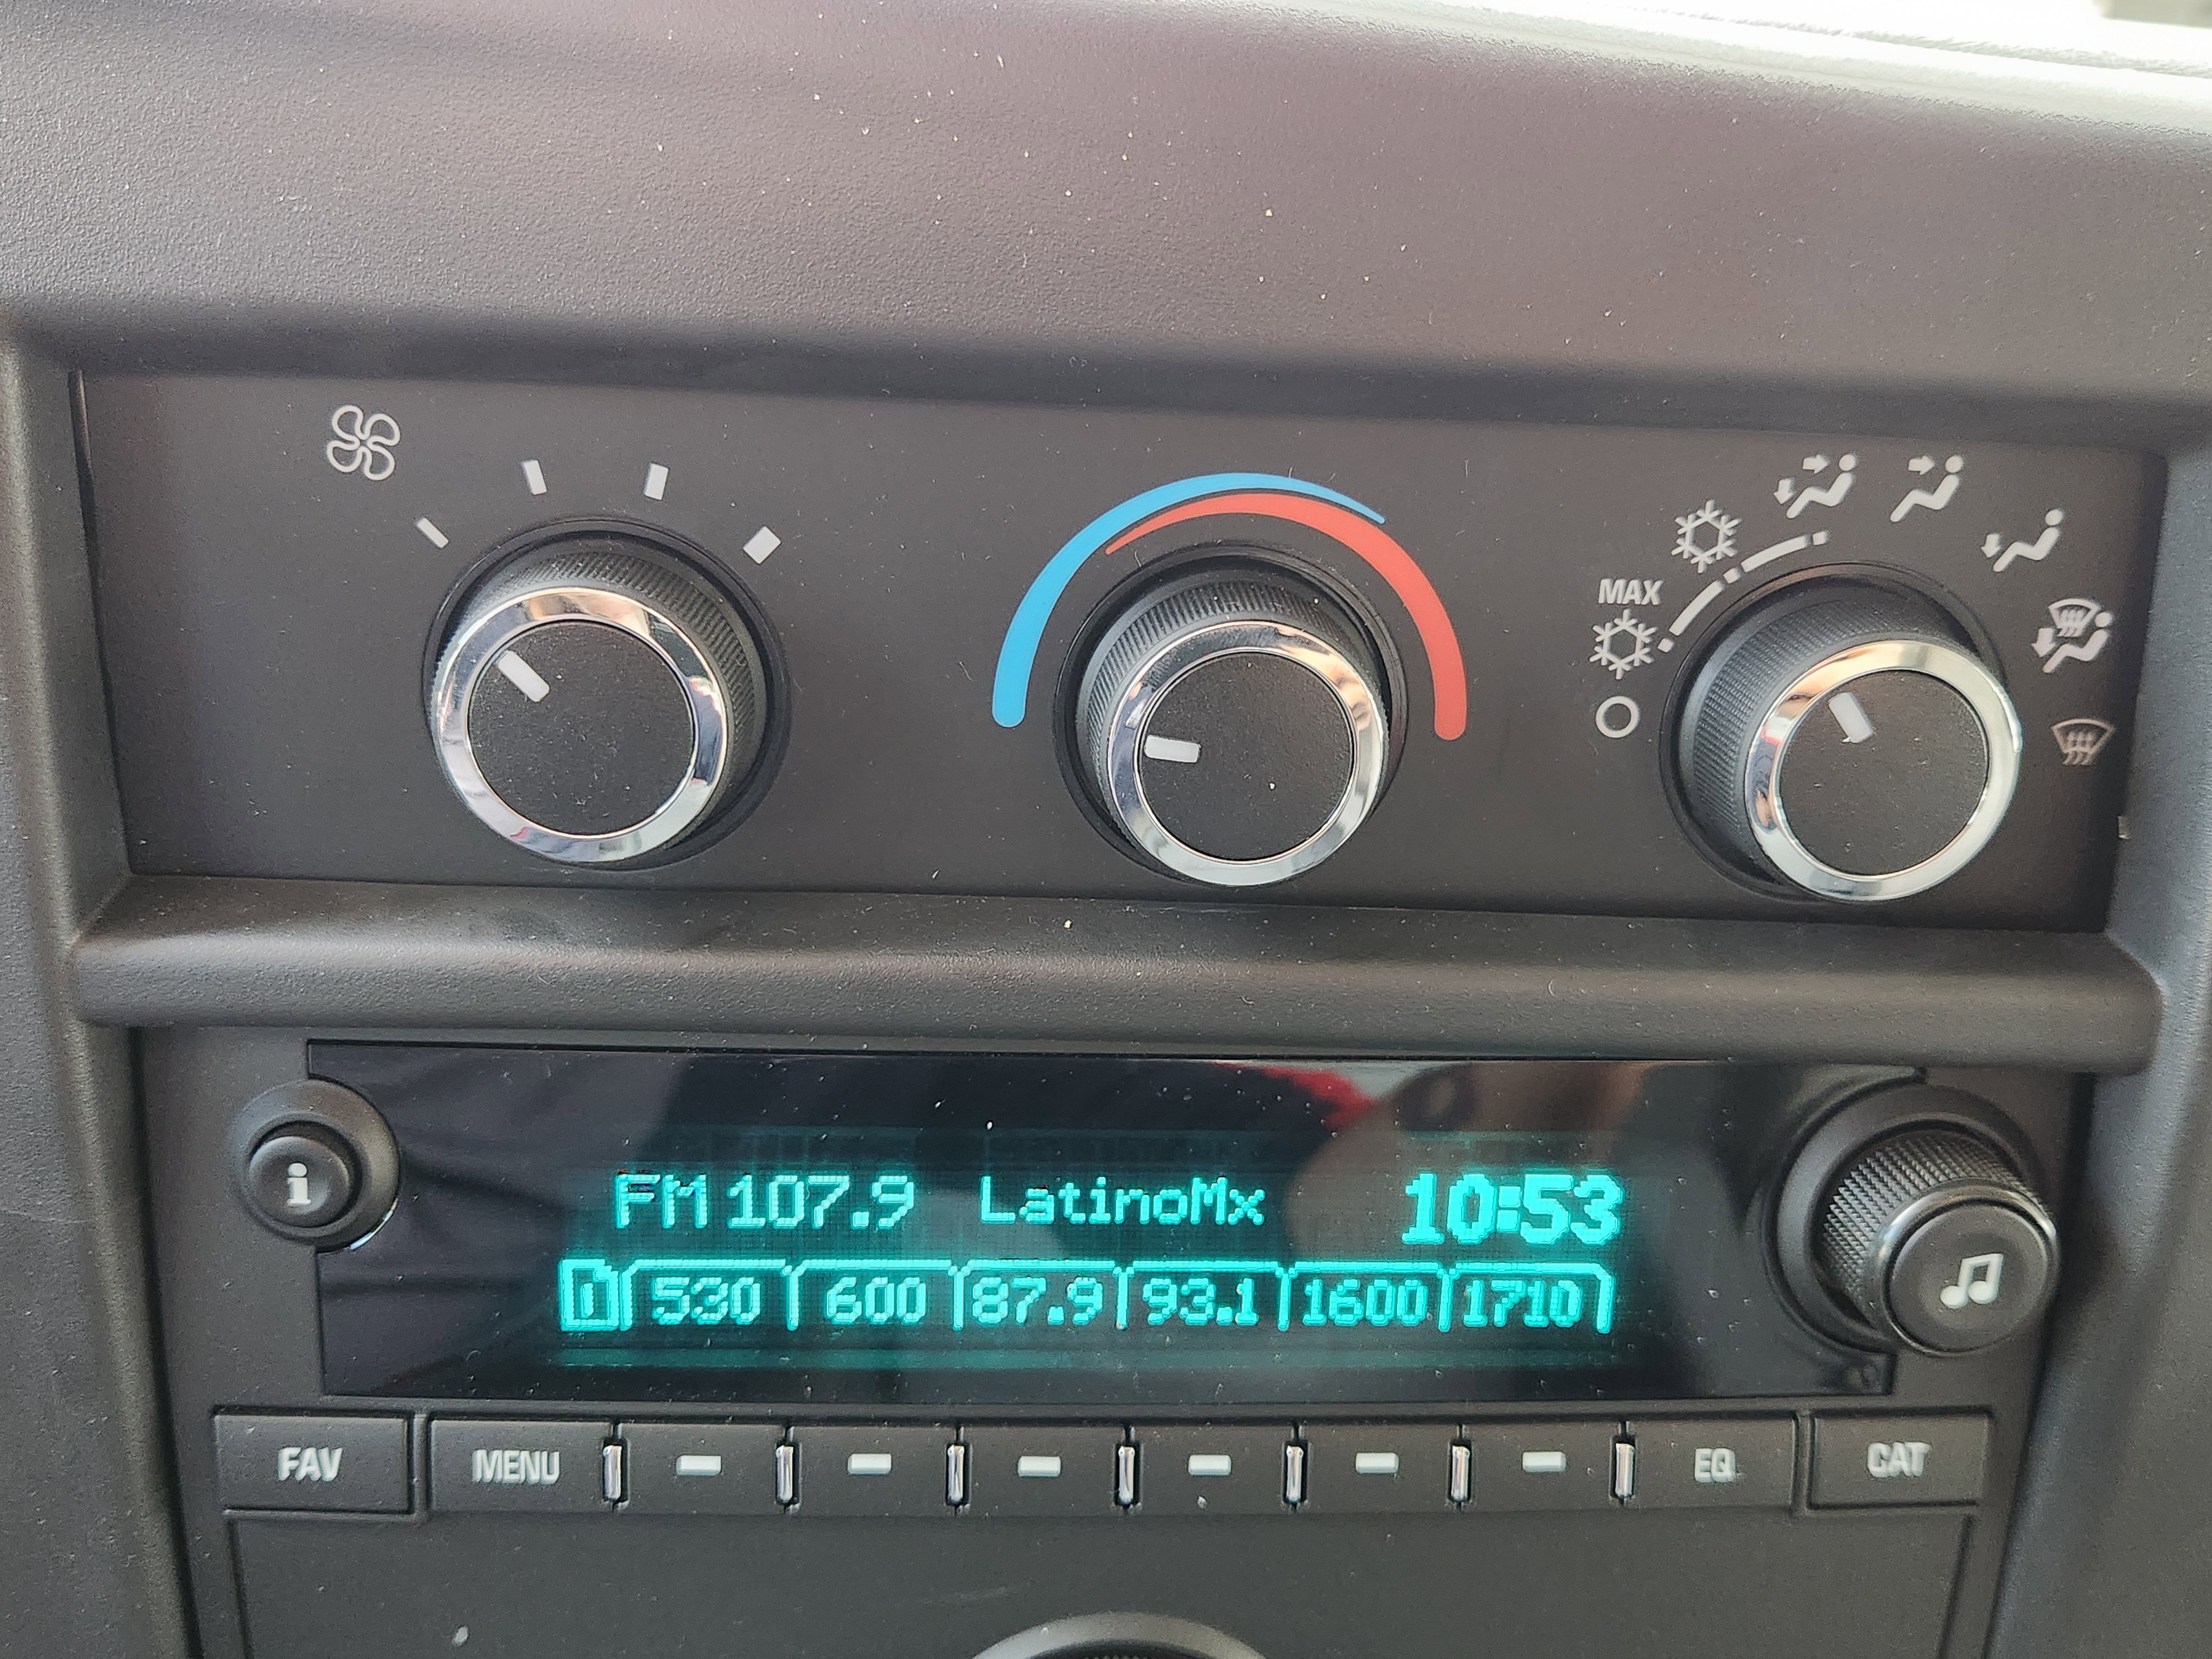 MAX
i
FM 107.9 LatinoMx 10:53
1 530 600 87.9 93.1 1600 1710
FAV MENU EQ CAT